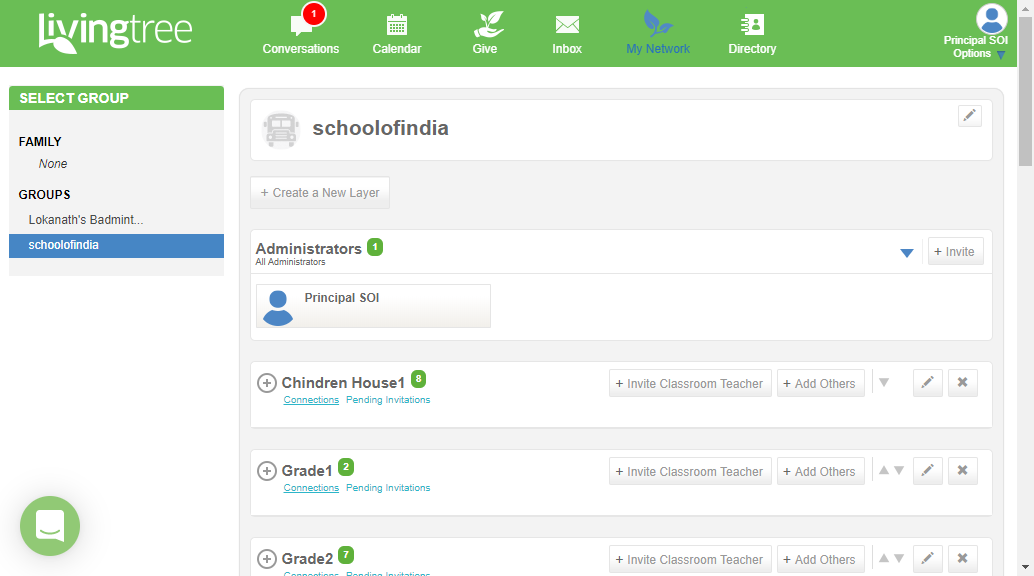 livingtree
1
Conversations
Calendar
Give
Inbox
My Network
Directory
Principal SOI
Options
SELECT GROUP
FAMILY
None
GROUPS
Lokanath's Badmint...
schoolofindia
schoolofindia
+ Create a New Layer
Administrators 1
All Administrators
+ Invite
Principal SOI
Chindren House1 8
Connections Pending Invitations
+ Invite Classroom Teacher + Add Others
Grade1 2
Connections Pending Invitations
+ Invite Classroom Teacher + Add Others
Grade2 7
Connections Pending Invitations
+ Invite Classroom Teacher + Add Others